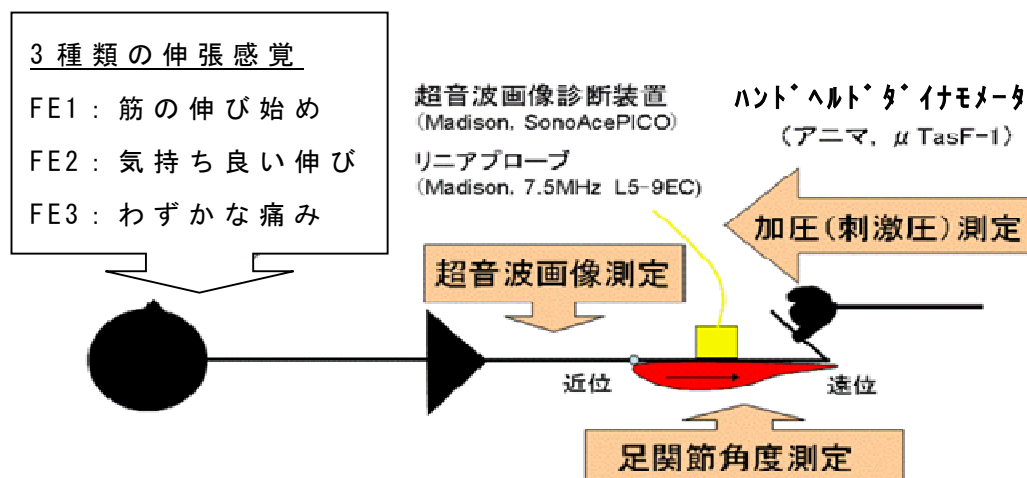 3種類の伸張感覚
FE1：筋の伸び始め
FE2：気持ち良い伸び
FE3：わずかな痛み
超音波画像診断装置
(Madison, SonoAcePICO)
リニアプローブ
(Madison, 7.5MHz L5-9EC)
ハンドヘルドダイナモメータ
(アニマ, μTasF-1)
加圧(刺激圧)測定
超音波画像測定
近位
遠位
足関節角度測定